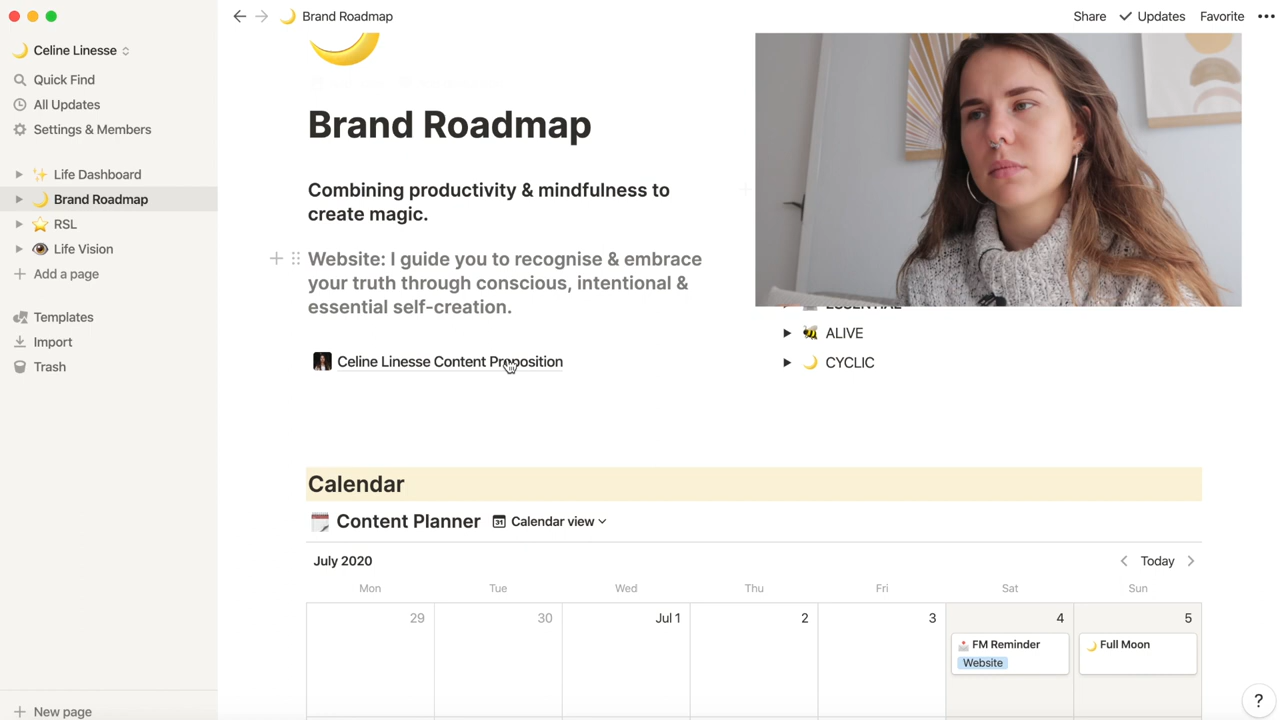 Brand Roadmap
Share
Updates
Favorite
Celine Linesse
Quick Find
All Updates
Settings & Members
Life Dashboard
Brand Roadmap
RSL
Life Vision
Add a page
Templates
Import
Trash
New page
Brand Roadmap
Combining productivity & mindfulness to
create magic.
Website: I guide you to recognise & embrace
your truth through conscious, intentional &
essential self-creation.
Celine Linesse Content Proposition
ESSENTIAL
ALIVE
CYCLIC
Calendar
Content Planner
31 Calendar view
July 2020
Today
Mon Tue Wed Thu Fri Sat Sun
29 30 Jul 1 2 3 4 5
FM Reminder
Website
Full Moon
?